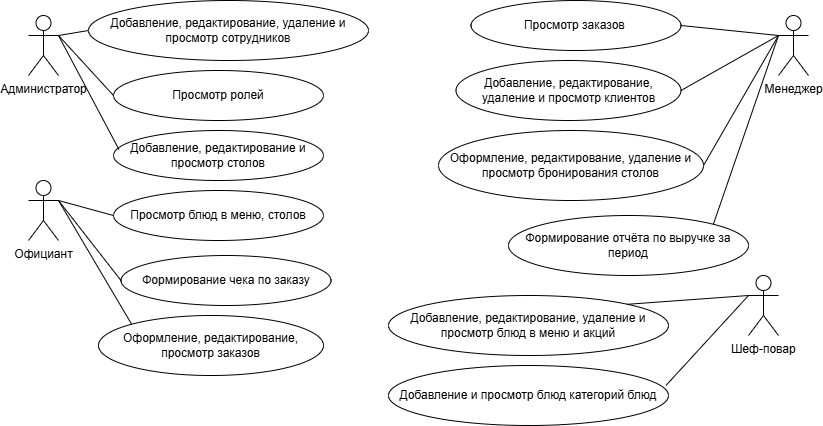 Добавление, редактирование, удаление и
просмотр сотрудников
Администратор
Просмотр ролей
Добавление, редактирование и
просмотр столов
Просмотр блюд в меню, столов
Официант
Формирование чека по заказу
Оформление, редактирование,
просмотр заказов
Просмотр заказов
Менеджер
Добавление, редактирование,
удаление и просмотр клиентов
Оформление, редактирование, удаление и
просмотр бронирования столов
Формирование отчёта по выручке за
период
Добавление, редактирование, удаление и
просмотр блюд в меню и акций
Шеф-повар
Добавление и просмотр блюд категорий блюд